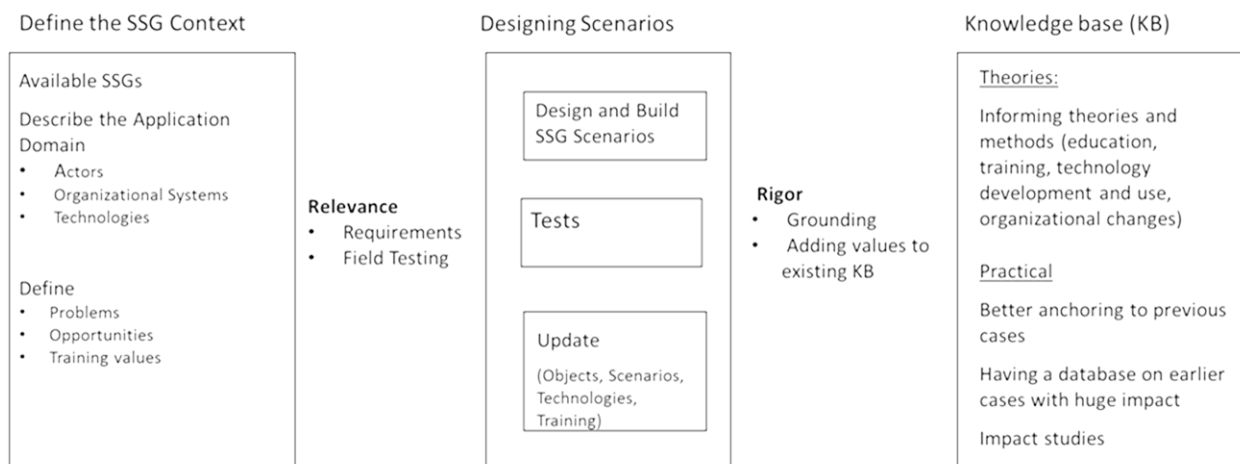 Define the SSG Context
Available SSGs
Describe the Application
Domain
• Actors
• Organizational Systems
• Technologies
Define
• Problems
• Opportunities
• Training values
Relevance
• Requirements
• Field Testing
Designing Scenarios
Design and Build
SSG Scenarios
Tests
Update
(Objects, Scenarios,
Technologies,
Training)
Rigor
• Grounding
• Adding values to
existing KB
Knowledge base (KB)
Theories:
Informing theories and
methods (education,
training, technology
development and use,
organizational changes)
Practical
Better anchoring to previous
cases
Having a database on earlier
cases with huge impact
Impact studies